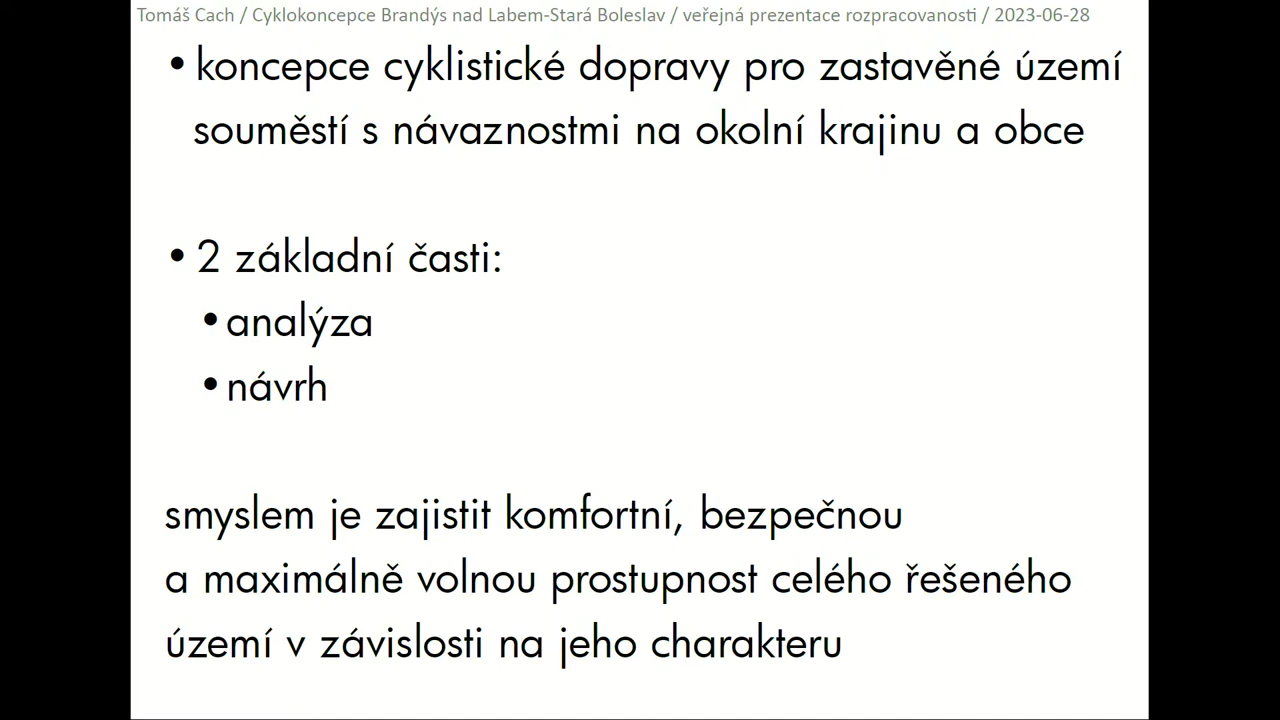 Tomáš Cach / Cyklokoncepce Brandýs nad Labem-Stará Boleslav / veřejná prezentace rozpracovanosti / 2023-06-28
• koncepce cyklistické dopravy pro zastavěné území
souměstí s návaznostmi na okolní krajinu a obce
• 2 základní časti:
• analýza
• návrh
smyslem je zajistit komfortní, bezpečnou
a maximálně volnou prostupnost celého řešeného
území v závislosti na jeho charakteru